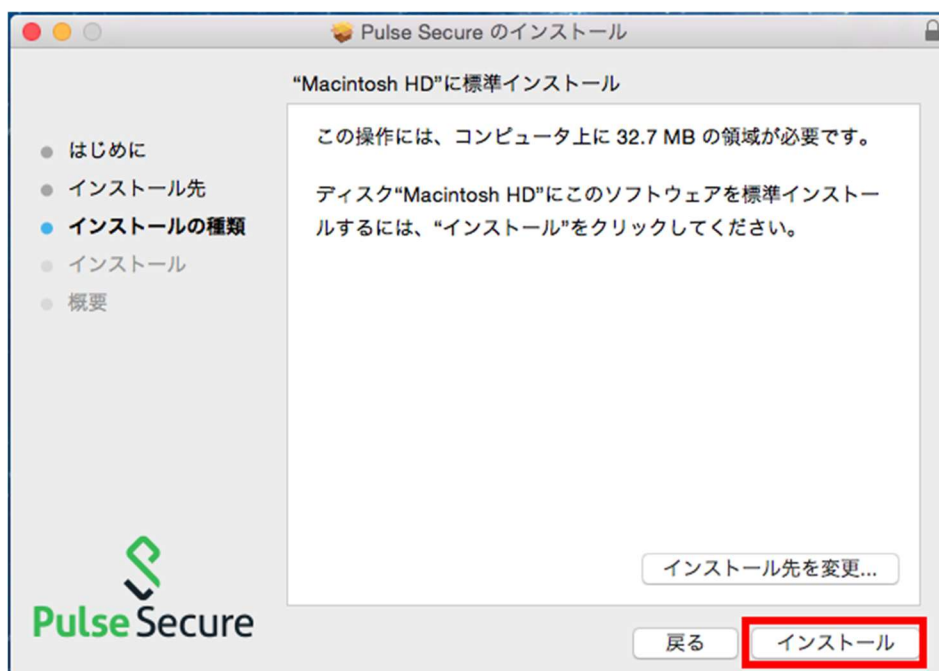 Pulse Secure のインストール
“Macintosh HD”に標準インストール
はじめに
インストール先
インストールの種類
インストール
概要
この操作には、コンピュータ上に 32.7 MB の領域が必要です。
ディスク“Macintosh HD”にこのソフトウェアを標準インストー
ルするには、“インストール”をクリックしてください。
インストール先を変更...
Pulse Secure
戻る
インストール